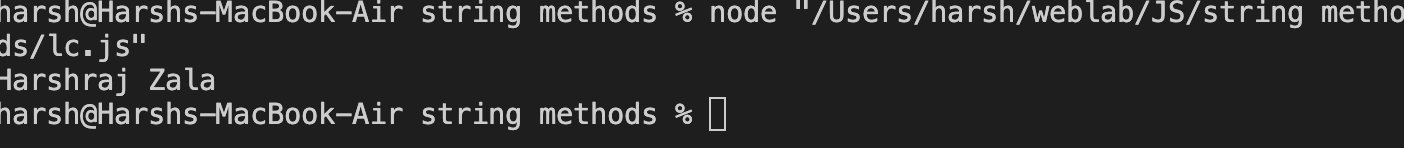 harsh@Harshs-MacBook-Air string methods % node "/Users/harsh/weblab/JS/string metho
ds/lc.js"
Harshraj Zala
harsh@Harshs-MacBook-Air string methods %